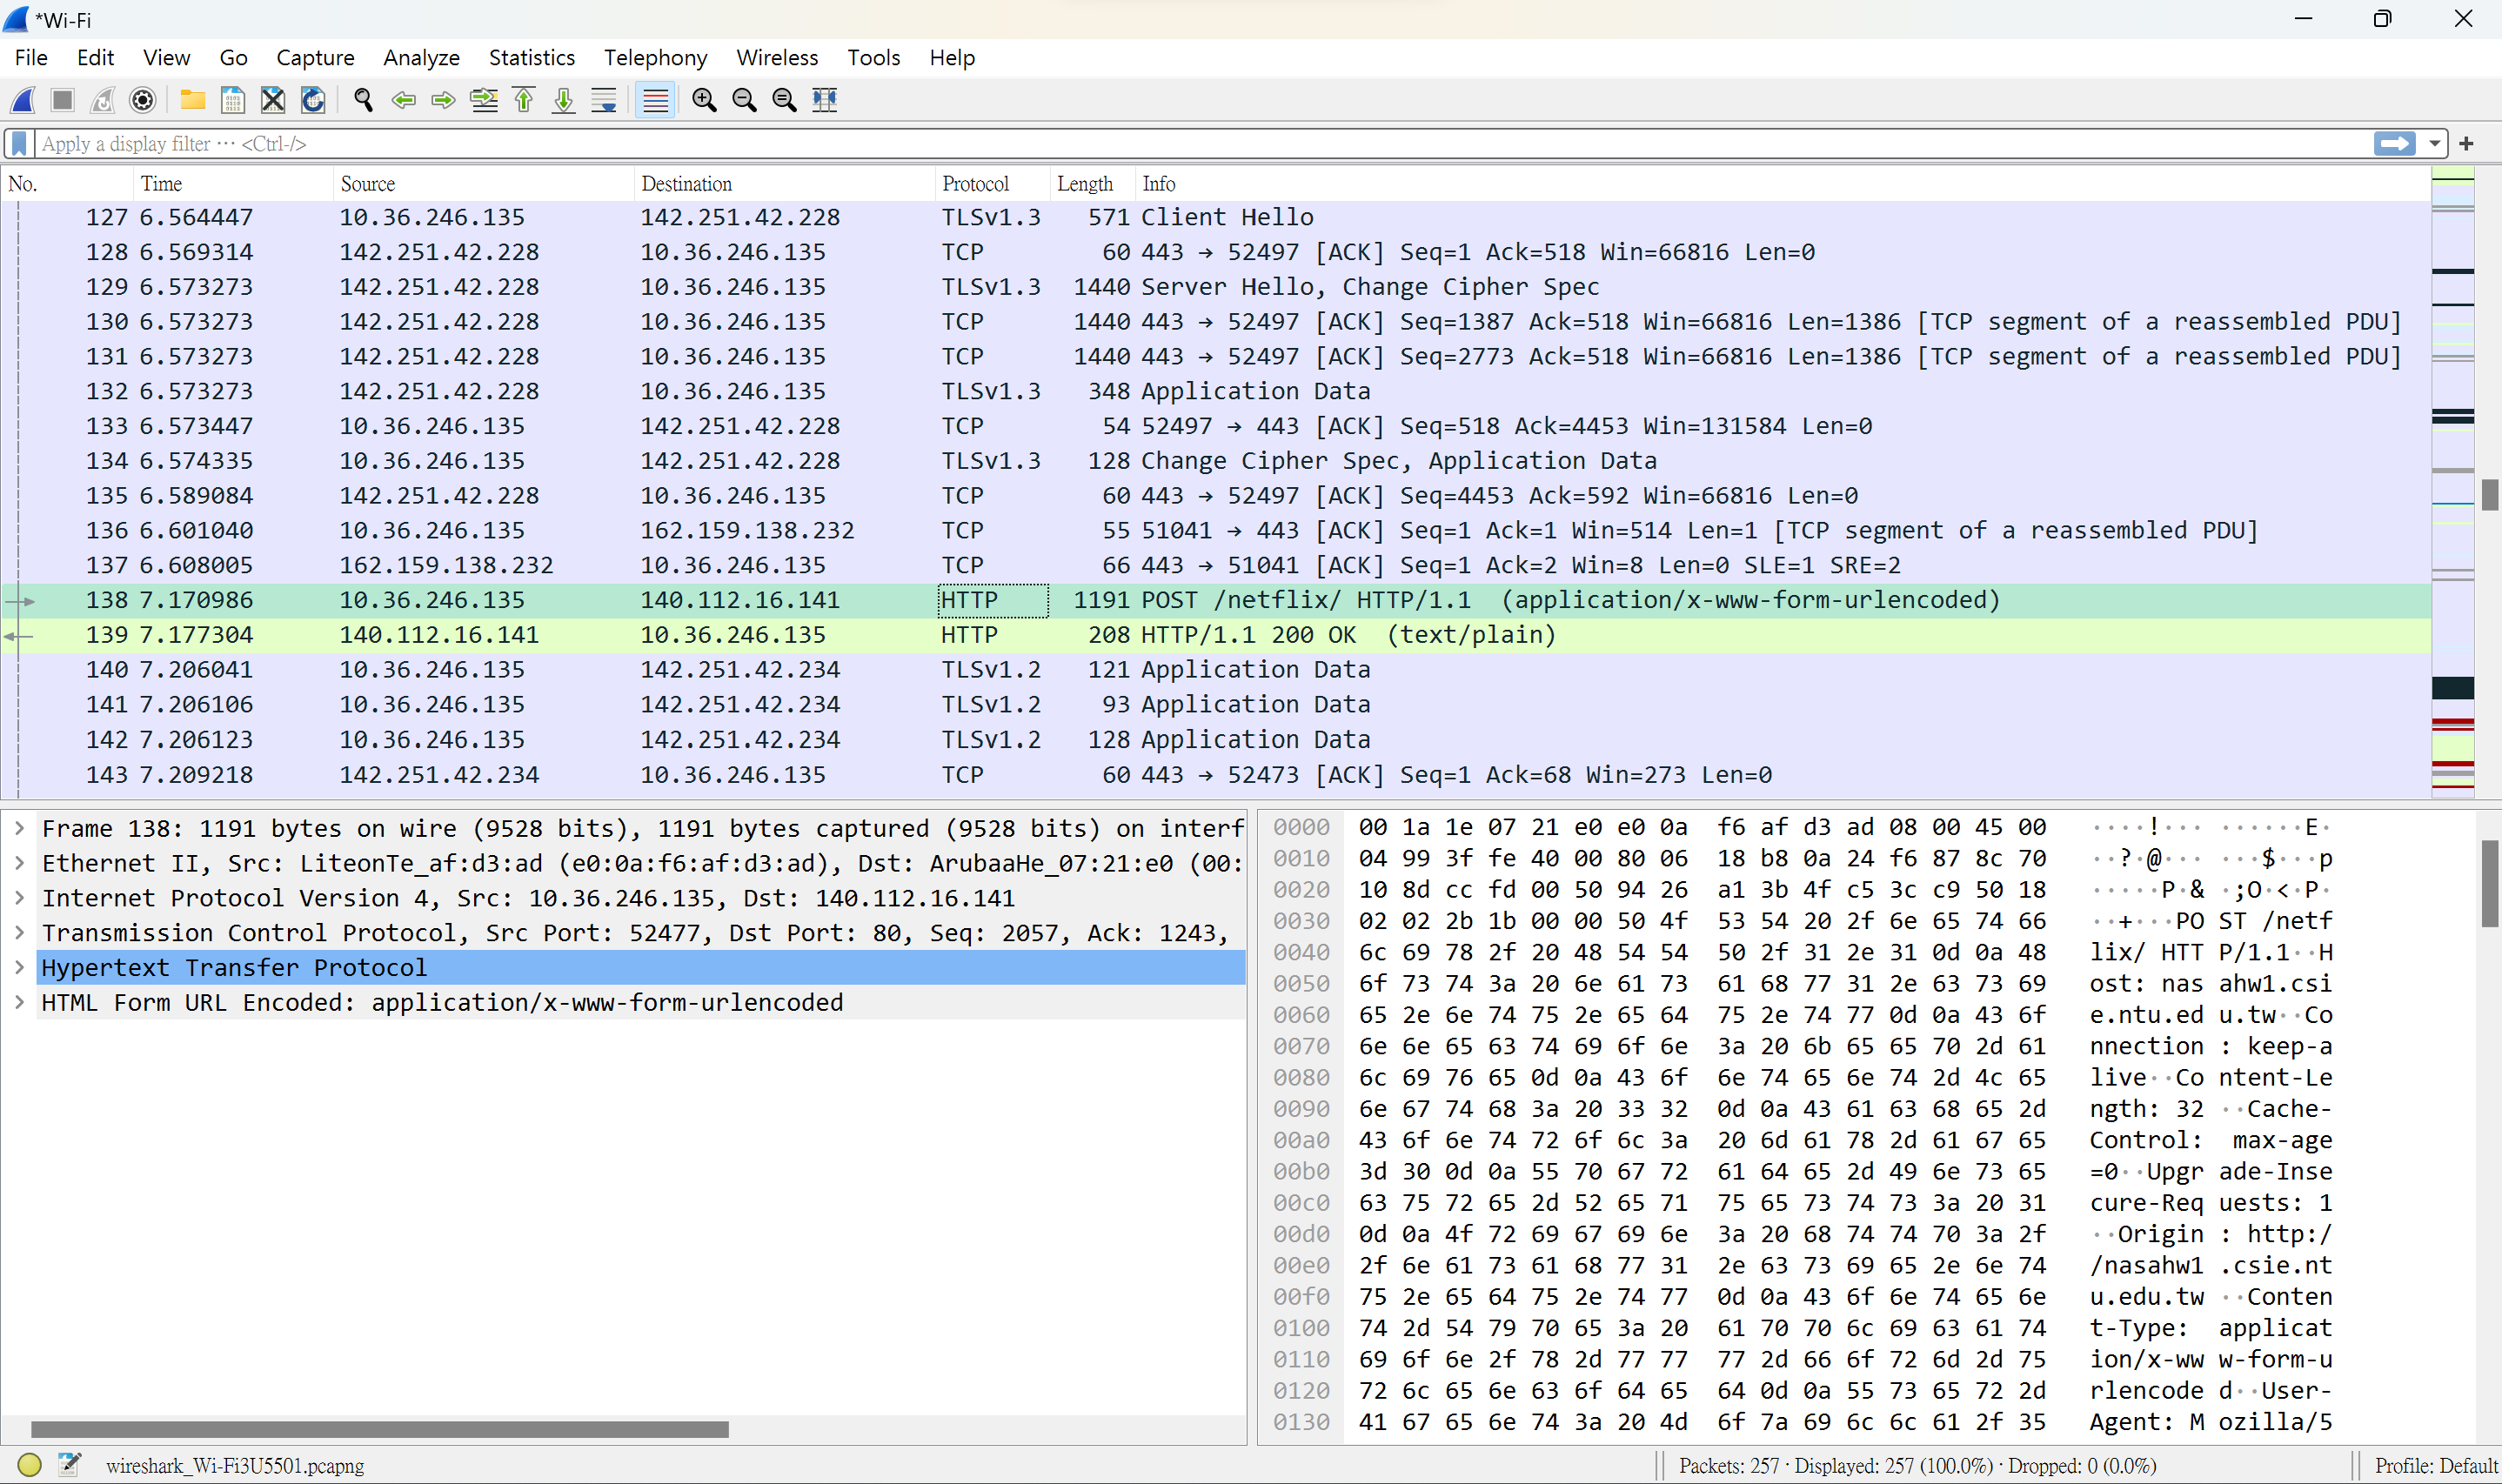 *Wi-Fi
File Edit View Go Capture Analyze Statistics Telephony Wireless Tools Help
Apply a display filter ⋯ <Ctrl-/>
No. Time Source Destination Protocol Length Info
127 6.564447 10.36.246.135 142.251.42.228 TLSv1.3 571 Client Hello
128 6.569314 142.251.42.228 10.36.246.135 TCP 60 443 → 52497 [ACK] Seq=1 Ack=518 Win=66816 Len=0
129 6.573273 142.251.42.228 10.36.246.135 TLSv1.3 1440 Server Hello, Change Cipher Spec
130 6.573273 142.251.42.228 10.36.246.135 TCP 1440 443 → 52497 [ACK] Seq=1387 Ack=518 Win=66816 Len=1386 [TCP segment of a reassembled PDU]
131 6.573273 142.251.42.228 10.36.246.135 TCP 1440 443 → 52497 [ACK] Seq=2773 Ack=518 Win=66816 Len=1386 [TCP segment of a reassembled PDU]
132 6.573273 142.251.42.228 10.36.246.135 TLSv1.3 348 Application Data
133 6.573447 10.36.246.135 142.251.42.228 TCP 54 52497 → 443 [ACK] Seq=518 Ack=4453 Win=131584 Len=0
134 6.574335 10.36.246.135 142.251.42.228 TLSv1.3 128 Change Cipher Spec, Application Data
135 6.589084 142.251.42.228 10.36.246.135 TCP 60 443 → 52497 [ACK] Seq=4453 Ack=592 Win=66816 Len=0
136 6.601040 10.36.246.135 162.159.138.232 TCP 55 51041 → 443 [ACK] Seq=1 Ack=1 Win=514 Len=1 [TCP segment of a reassembled PDU]
137 6.608005 162.159.138.232 10.36.246.135 TCP 66 443 → 51041 [ACK] Seq=1 Ack=2 Win=8 Len=0 SLE=1 SRE=2
138 7.170986 10.36.246.135 140.112.16.141 HTTP 1191 POST /netflix/ HTTP/1.1 (application/x-www-form-urlencoded)
139 7.177304 140.112.16.141 10.36.246.135 HTTP 208 HTTP/1.1 200 OK (text/plain)
140 7.206041 10.36.246.135 142.251.42.234 TLSv1.2 121 Application Data
141 7.206106 10.36.246.135 142.251.42.234 TLSv1.2 93 Application Data
142 7.206123 10.36.246.135 142.251.42.234 TLSv1.2 128 Application Data
143 7.209218 142.251.42.234 10.36.246.135 TCP 60 443 → 52473 [ACK] Seq=1 Ack=68 Win=273 Len=0
Frame 138: 1191 bytes on wire (9528 bits), 1191 bytes captured (9528 bits) on interf
Ethernet II, Src: LiteonTe_af:d3:ad (e0:0a:f6:af:d3:ad), Dst: ArubaaHe_07:21:e0 (00:
Internet Protocol Version 4, Src: 10.36.246.135, Dst: 140.112.16.141
Transmission Control Protocol, Src Port: 52477, Dst Port: 80, Seq: 2057, Ack: 1243,
Hypertext Transfer Protocol
HTML Form URL Encoded: application/x-www-form-urlencoded
0000 00 1a 1e 07 21 e0 e0 0a f6 af d3 ad 08 00 45 00 ····!··· ······E·
0010 04 99 3f fe 40 00 80 06 18 b8 0a 24 f6 87 8c 70 ··?·@··· ···$···p
0020 10 8d cc fd 00 50 94 26 a1 3b 4f c5 3c c9 50 18 ·····P·& ·;O·<·P·
0030 02 02 2b 1b 00 00 50 4f 53 54 20 2f 6e 65 74 66 ··+···PO ST /netf
0040 6c 69 78 2f 20 48 54 54 50 2f 31 2e 31 0d 0a 48 lix/ HTT P/1.1··H
0050 6f 73 74 3a 20 6e 61 73 61 68 77 31 2e 63 73 69 ost: nas ahw1.csi
0060 65 2e 6e 74 75 2e 65 64 75 2e 74 77 0d 0a 43 6f e.ntu.ed u.tw··Co
0070 6e 6e 65 63 74 69 6f 6e 3a 20 6b 65 65 70 2d 61 nnection : keep-a
0080 6c 69 76 65 0d 0a 43 6f 6e 74 65 6e 74 2d 4c 65 live··Co ntent-Le
0090 6e 67 74 68 3a 20 33 32 0d 0a 43 61 63 68 65 2d ngth: 32 ··Cache-
00a0 43 6f 6e 74 72 6f 6c 3a 20 6d 61 78 2d 61 67 65 Control: max-age
00b0 3d 30 0d 0a 55 70 67 72 61 64 65 2d 49 6e 73 65 =0··Upgr ade-Inse
00c0 63 75 72 65 2d 52 65 71 75 65 73 74 73 3a 20 31 cure-Req uests: 1
00d0 0d 0a 4f 72 69 67 69 6e 3a 20 68 74 74 70 3a 2f ··Origin : http:/
00e0 2f 6e 61 73 61 68 77 31 2e 63 73 69 65 2e 6e 74 /nasahw1 .csie.nt
00f0 75 2e 65 64 75 2e 74 77 0d 0a 43 6f 6e 74 65 6e u.edu.tw ··Conten
0100 74 2d 54 79 70 65 3a 20 61 70 70 6c 69 63 61 74 t-Type: applicat
0110 69 6f 6e 2f 78 2d 77 77 77 2d 66 6f 72 6d 2d 75 ion/x-ww w-form-u
0120 72 6c 65 6e 63 6f 64 65 64 0d 0a 55 73 65 72 2d rlencode d··User-
0130 41 67 65 6e 74 3a 20 4d 6f 7a 69 6c 6c 61 2f 35 Agent: M ozilla/5
wireshark_Wi-Fi3U5501.pcapng Packets: 257 · Displayed: 257 (100.0%) · Dropped: 0 (0.0%) Profile: Default